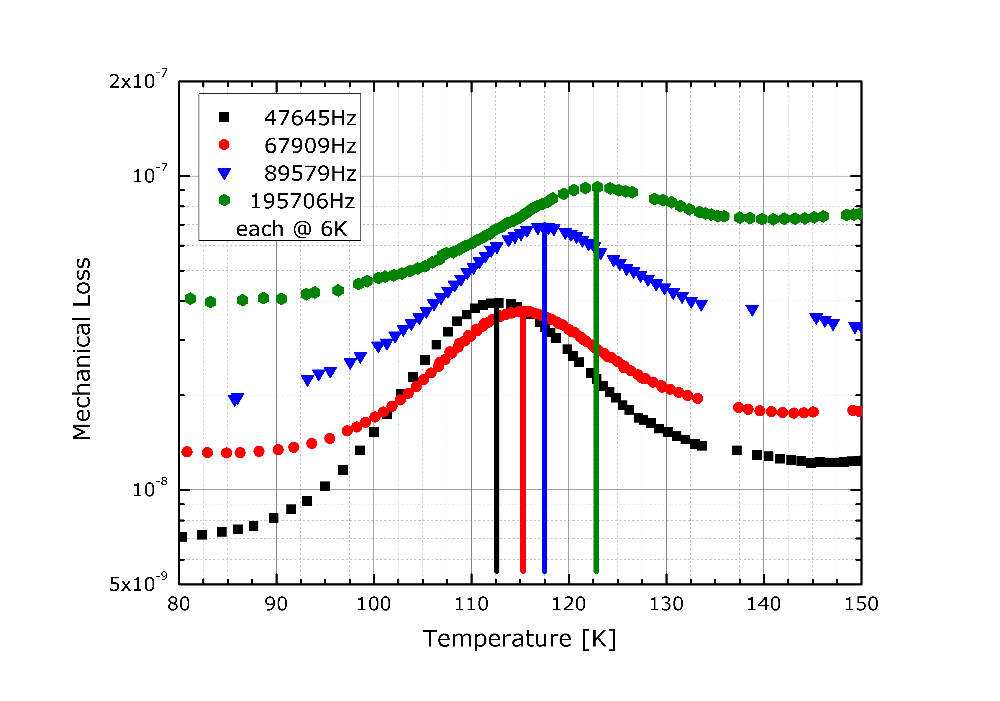 2x10⁻⁷
10⁻⁷
10⁻⁸
5x10⁻⁹
Mechanical Loss
47645Hz
67909Hz
89579Hz
195706Hz
each @ 6K
80 90 100 110 120 130 140 150
Temperature [K]